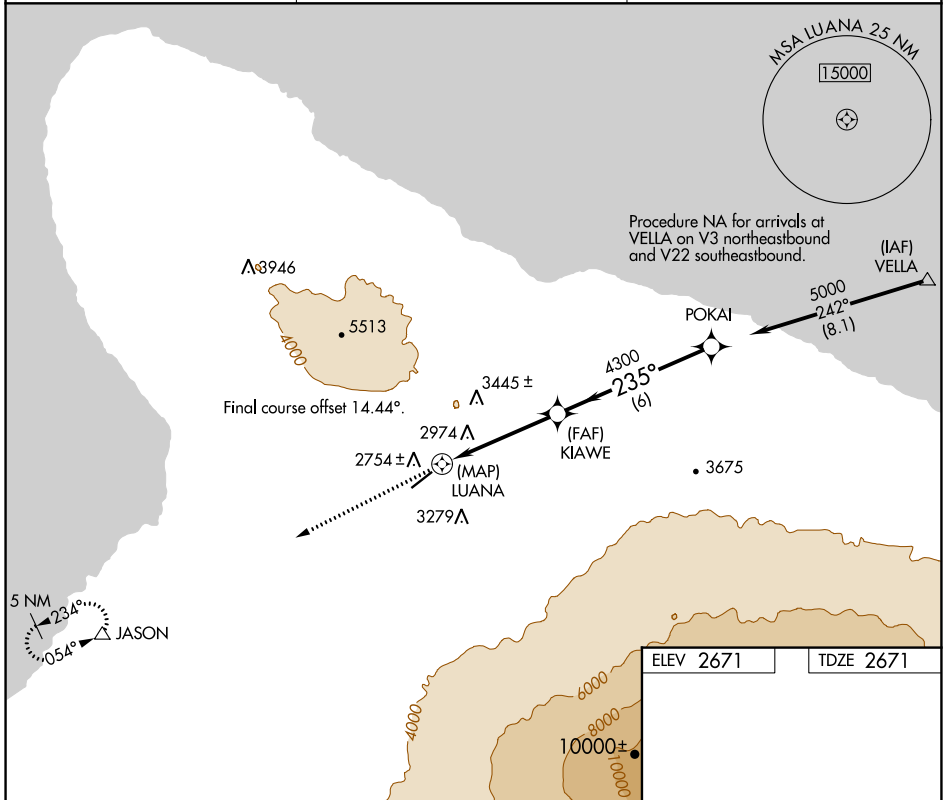 MSA LUANA 25 NM
15000
Procedure NA for arrivals at
VELLA on V3 northeastbound
and V22 southeastbound.
(IAF)
VELLA
5000
242°
(8.1)
POKAI
4300
235°
(6)
3946
5513
4000
Final course offset 14.44°.
3445 ±
2974
(FAF)
KIAWE
2754 ±
(MAP)
LUANA
3675
3279
5 NM
234°
054°
JASON
ELEV 2671
TDZE 2671
6000
4000
8000
10000±
10000